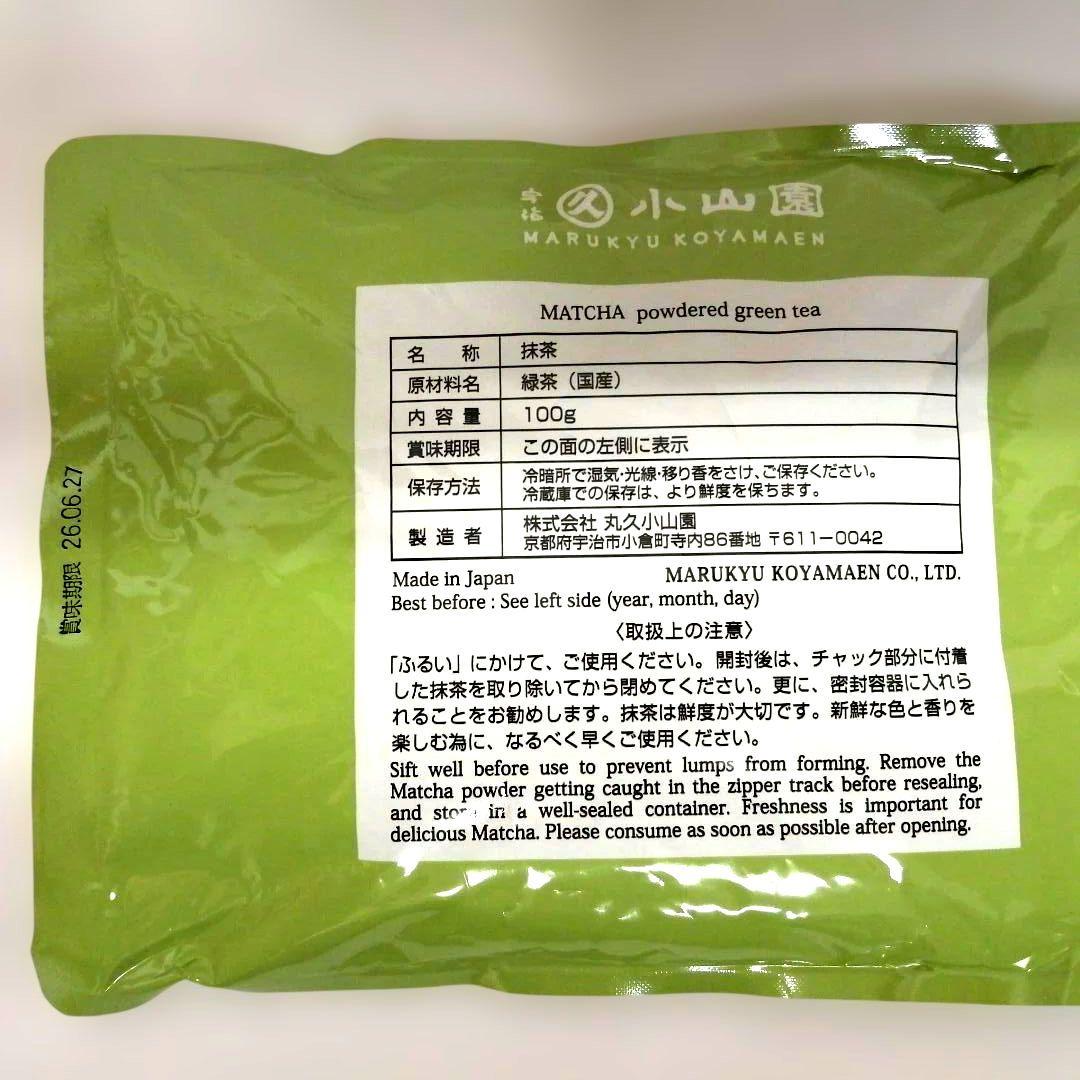 宇治 久 小山園
MARUKYU KOYAMAEN
MATCHA powdered green tea
名称 抹茶
原材料名 緑茶（国産）
内容量 100g
賞味期限 この面の左側に表示
保存方法 冷暗所で湿気・光線・移り香をさけ、ご保存ください。
冷蔵庫での保存は、より鮮度を保ちます。
製造者 株式会社 丸久小山園
京都府宇治市小倉町寺内86番地 〒611-0042
Made in Japan MARUKYU KOYAMAEN CO., LTD.
Best before : See left side (year, month, day)
〈取扱上の注意〉
「ふるい」にかけて、ご使用ください。開封後は、チャック部分に付着
した抹茶を取り除いてから閉めてください。更に、密封容器に入れら
れることをお勧めします。抹茶は鮮度が大切です。新鮮な色と香りを
楽しむ為に、なるべく早くご使用ください。
Sift well before use to prevent lumps from forming. Remove the
Matcha powder getting caught in the zipper track before resealing,
and store in a well-sealed container. Freshness is important for
delicious Matcha. Please consume as soon as possible after opening.
賞味期限 26.06.27